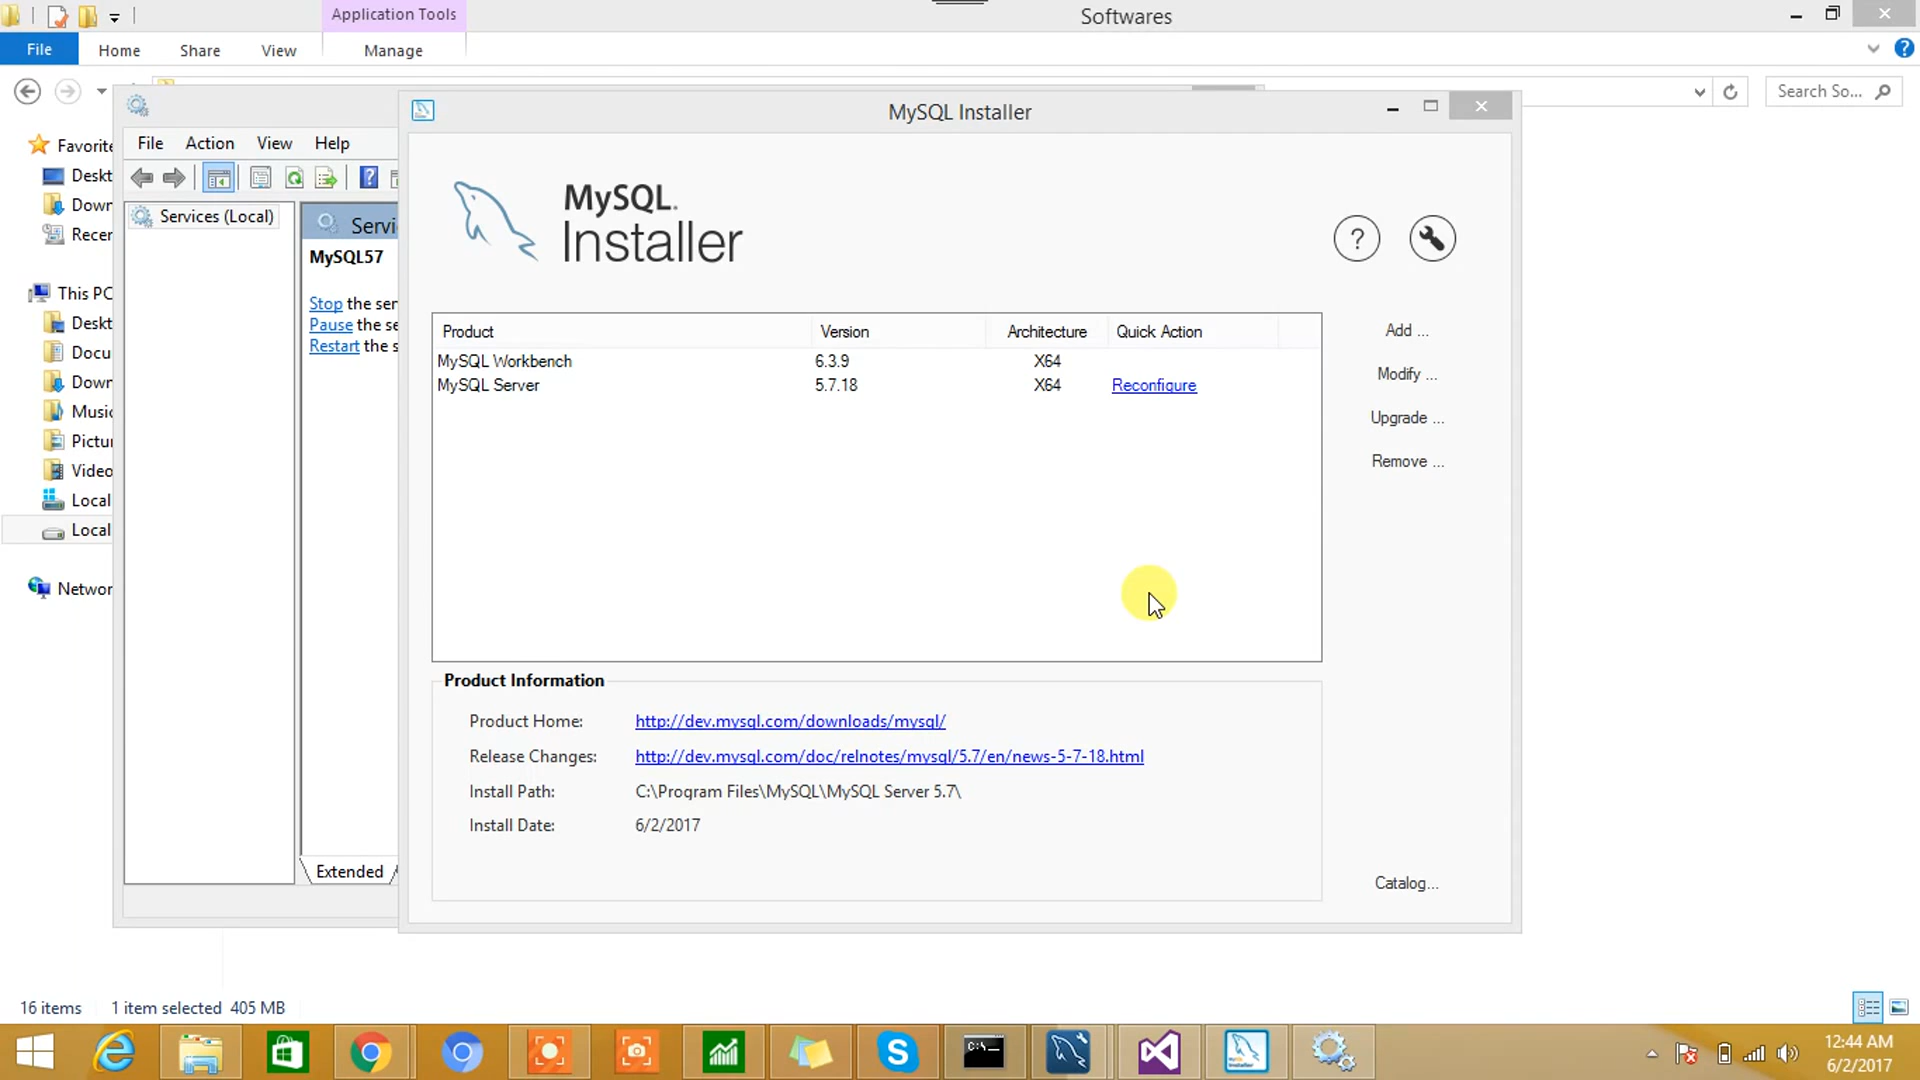 Application Tools
Softwares
File
Home
Share
View
Manage
Search So...
MySQL Installer
File
Action
View
Help
MySQL®
Installer
?
Favorite
Deskt
Down
Recen
This PC
Deskt
Docu
Down
Music
Pictur
Video
Local
Local
Networ
Services (Local)
Servi
MySQL57
Stop the ser
Pause the se
Restart the s
Extended
Product Version Architecture Quick Action
MySQL Workbench 6.3.9 X64
MySQL Server 5.7.18 X64 Reconfigure
Add ...
Modify ...
Upgrade ...
Remove ...
Product Information
Product Home: http://dev.mysql.com/downloads/mysql/
Release Changes: http://dev.mysql.com/doc/relnotes/mysql/5.7/en/news-5-7-18.html
Install Path: C:\Program Files\MySQL\MySQL Server 5.7\
Install Date: 6/2/2017
Catalog...
16 items 1 item selected 405 MB
12:44 AM
6/2/2017